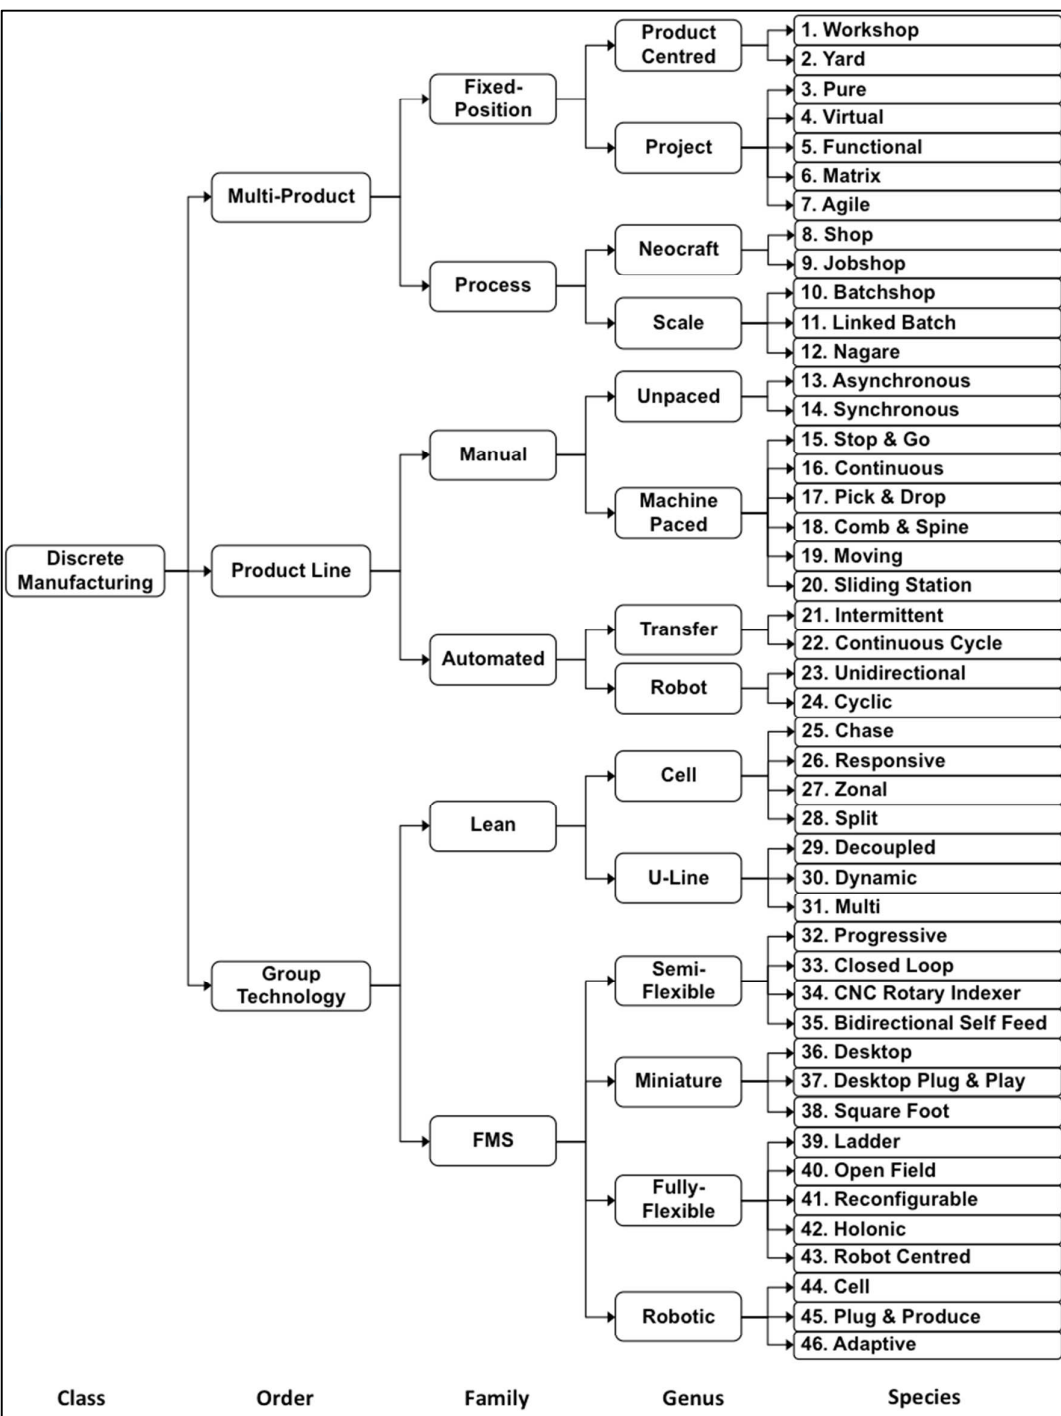 Discrete
Manufacturing
Multi-Product
Product Line
Group
Technology
Fixed-
Position
Process
Manual
Automated
Lean
FMS
Product
Centred
Project
Neocraft
Scale
Unpaced
Machine
Paced
Transfer
Robot
Cell
U-Line
Semi-
Flexible
Miniature
Fully-
Flexible
Robotic
1. Workshop
2. Yard
3. Pure
4. Virtual
5. Functional
6. Matrix
7. Agile
8. Shop
9. Jobshop
10. Batchshop
11. Linked Batch
12. Nagare
13. Asynchronous
14. Synchronous
15. Stop & Go
16. Continuous
17. Pick & Drop
18. Comb & Spine
19. Moving
20. Sliding Station
21. Intermittent
22. Continuous Cycle
23. Unidirectional
24. Cyclic
25. Chase
26. Responsive
27. Zonal
28. Split
29. Decoupled
30. Dynamic
31. Multi
32. Progressive
33. Closed Loop
34. CNC Rotary Indexer
35. Bidirectional Self Feed
36. Desktop
37. Desktop Plug & Play
38. Square Foot
39. Ladder
40. Open Field
41. Reconfigurable
42. Holonic
43. Robot Centred
44. Cell
45. Plug & Produce
46. Adaptive
Class
Order
Family
Genus
Species